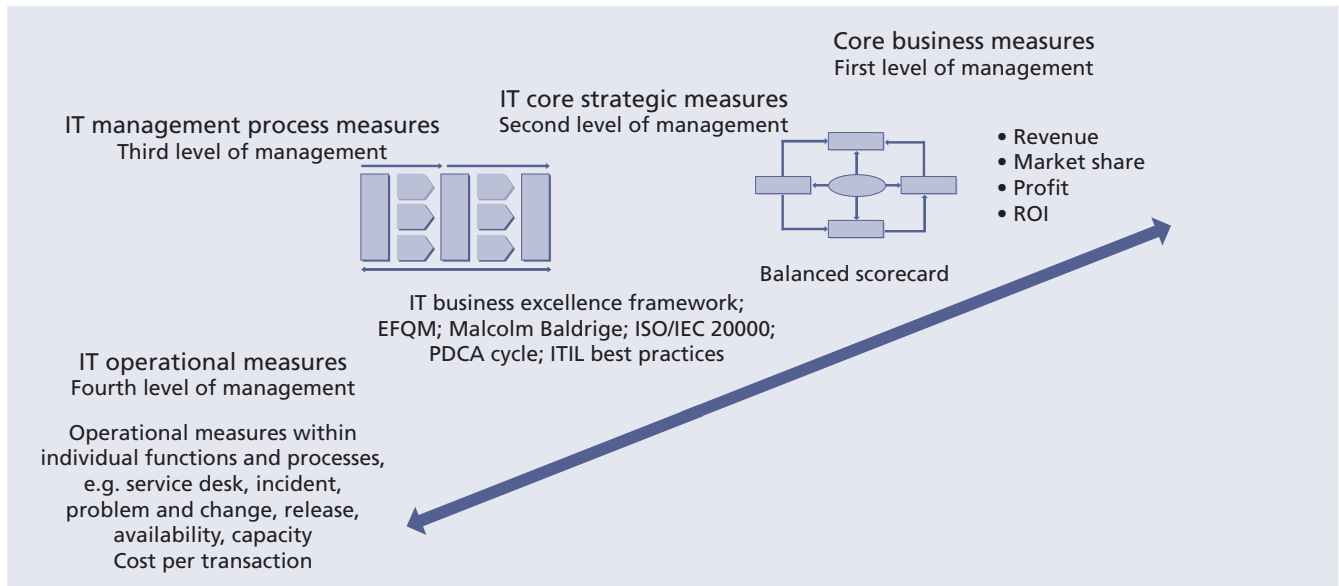 Core business measures
First level of management
• Revenue
• Market share
• Profit
• ROI
IT core strategic measures
Second level of management
Balanced scorecard
IT management process measures
Third level of management
IT business excellence framework;
EFQM; Malcolm Baldrige; ISO/IEC 20000;
PDCA cycle; ITIL best practices
IT operational measures
Fourth level of management
Operational measures within
individual functions and processes,
e.g. service desk, incident,
problem and change, release,
availability, capacity
Cost per transaction